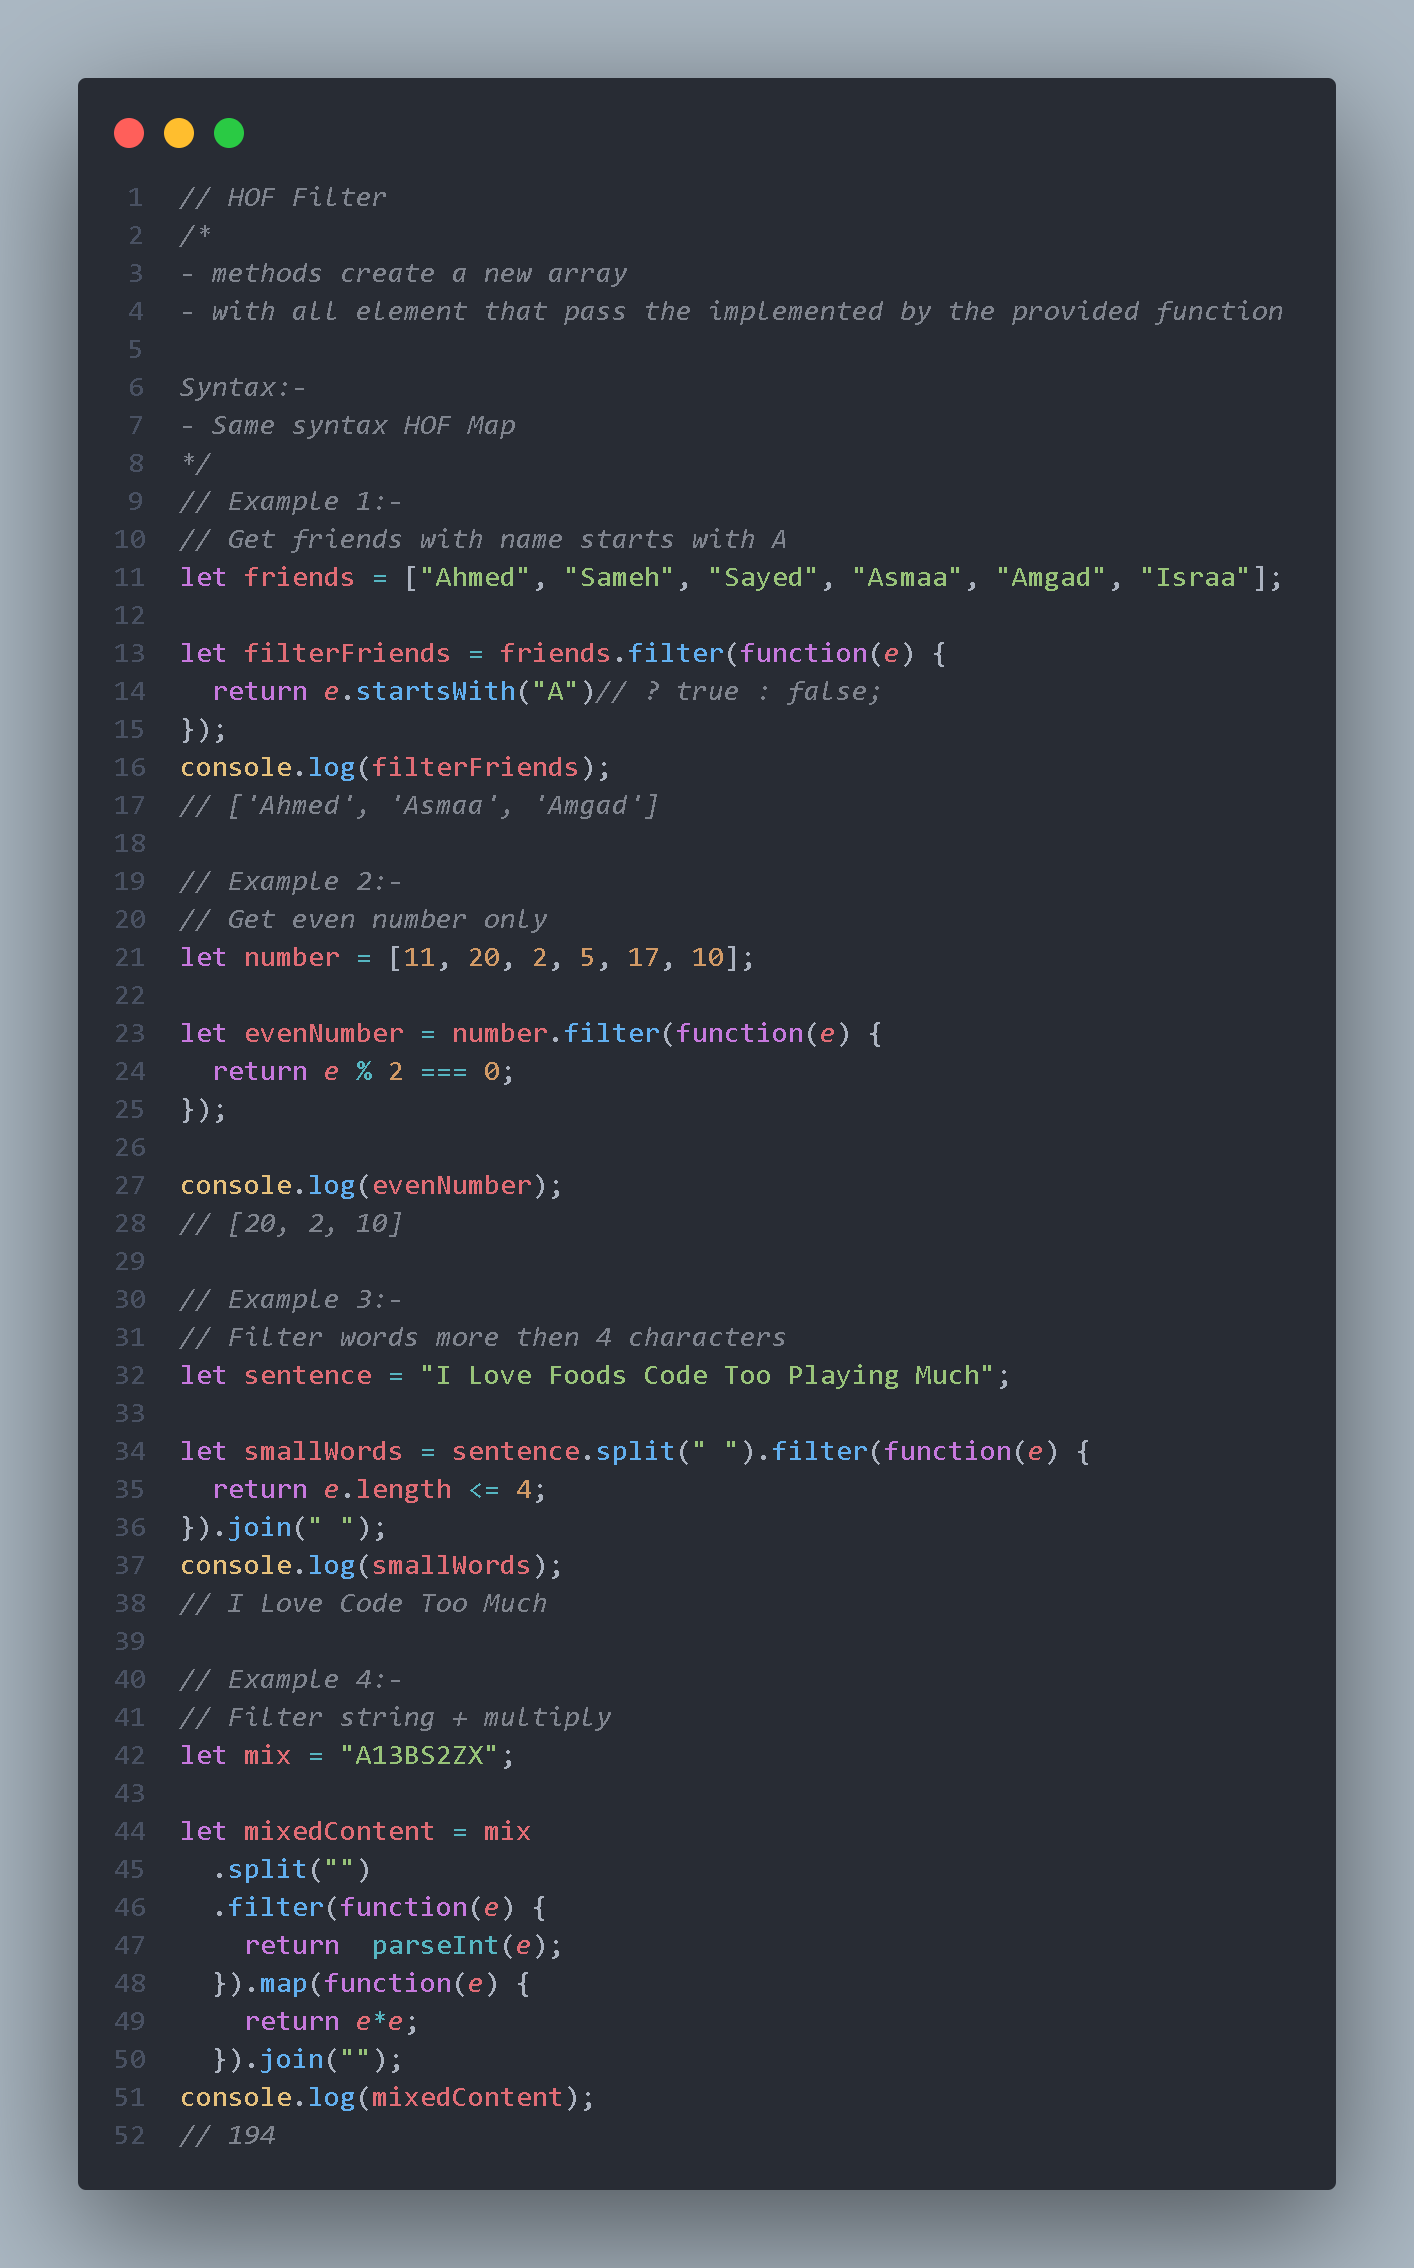 1 // HOF Filter
2 /*
3 - methods create a new array
4 - with all element that pass the implemented by the provided function
5
6 Syntax:-
7 - Same syntax HOF Map
8 */
9 // Example 1:-
10 // Get friends with name starts with A
11 let friends = ["Ahmed", "Sameh", "Sayed", "Asmaa", "Amgad", "Israa"];
12
13 let filterFriends = friends.filter(function(e) {
14   return e.startsWith("A")// ? true : false;
15 });
16 console.log(filterFriends);
17 // ['Ahmed', 'Asmaa', 'Amgad']
18
19 // Example 2:-
20 // Get even number only
21 let number = [11, 20, 2, 5, 17, 10];
22
23 let evenNumber = number.filter(function(e) {
24   return e % 2 === 0;
25 });
26
27 console.log(evenNumber);
28 // [20, 2, 10]
29
30 // Example 3:-
31 // Filter words more then 4 characters
32 let sentence = "I Love Foods Code Too Playing Much";
33
34 let smallWords = sentence.split(" ").filter(function(e) {
35   return e.length <= 4;
36 }).join(" ");
37 console.log(smallWords);
38 // I Love Code Too Much
39
40 // Example 4:-
41 // Filter string + multiply
42 let mix = "A13BS2ZX";
43
44 let mixedContent = mix
45   .split("")
46   .filter(function(e) {
47     return  parseInt(e);
48   }).map(function(e) {
49     return e*e;
50   }).join("");
51 console.log(mixedContent);
52 // 194